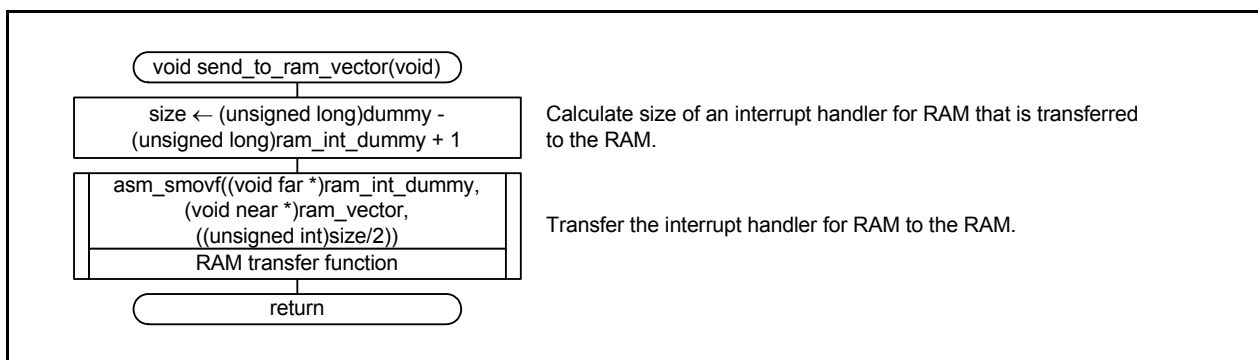 void send_to_ram_vector(void)
size ← (unsigned long)dummy -
(unsigned long)ram_int_dummy + 1
Calculate size of an interrupt handler for RAM that is transferred
to the RAM.
asm_smovf((void far *)ram_int_dummy,
(void near *)ram_vector,
((unsigned int)size/2))
Transfer the interrupt handler for RAM to the RAM.
RAM transfer function
return